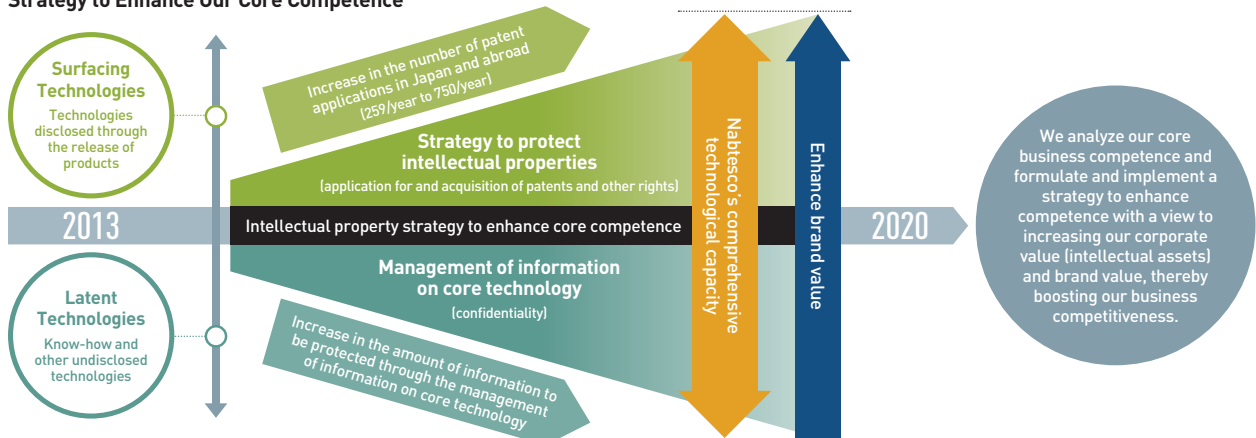 Strategy to Enhance Our Core Competence
Surfacing
Technologies
Technologies
disclosed through
the release of
products
Increase in the number of patent
applications in Japan and abroad
(259/year to 750/year)
Strategy to protect
intellectual properties
(application for and acquisition of patents and other rights)
2013
Intellectual property strategy to enhance core competence
Management of information
on core technology
(confidentiality)
Latent
Technologies
Know-how and
other undisclosed
technologies
Increase in the amount of information to
be protected through the management
of information on core technology
Nabtesco's comprehensive
technological capacity
Enhance brand value
2020
We analyze our core
business competence and
formulate and implement a
strategy to enhance
competence with a view to
increasing our corporate
value (intellectual assets)
and brand value, thereby
boosting our business
competitiveness.